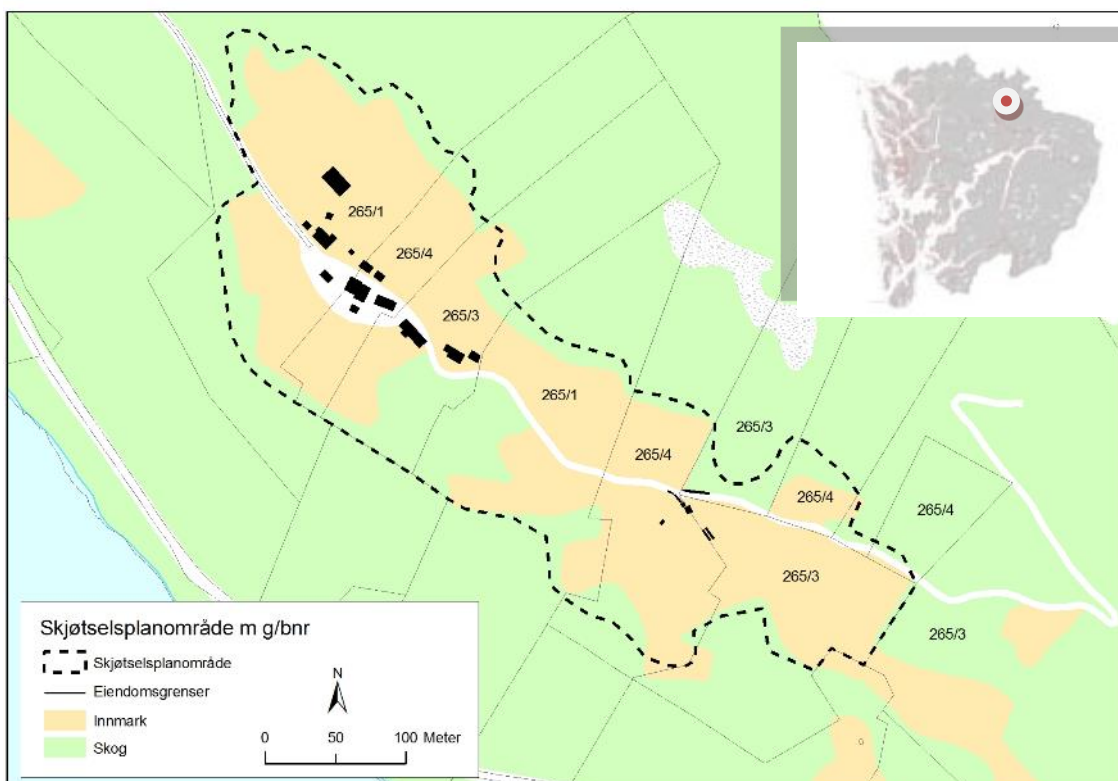 265/1
265/4
265/3
265/1
265/3
265/4
265/4
265/4
265/3
265/3
Skjøtselsplanområde m g/bnr
Skjøtselsplanområde
Eiendomsgrenser
Innmark
Skog
N
0 50 100 Meter